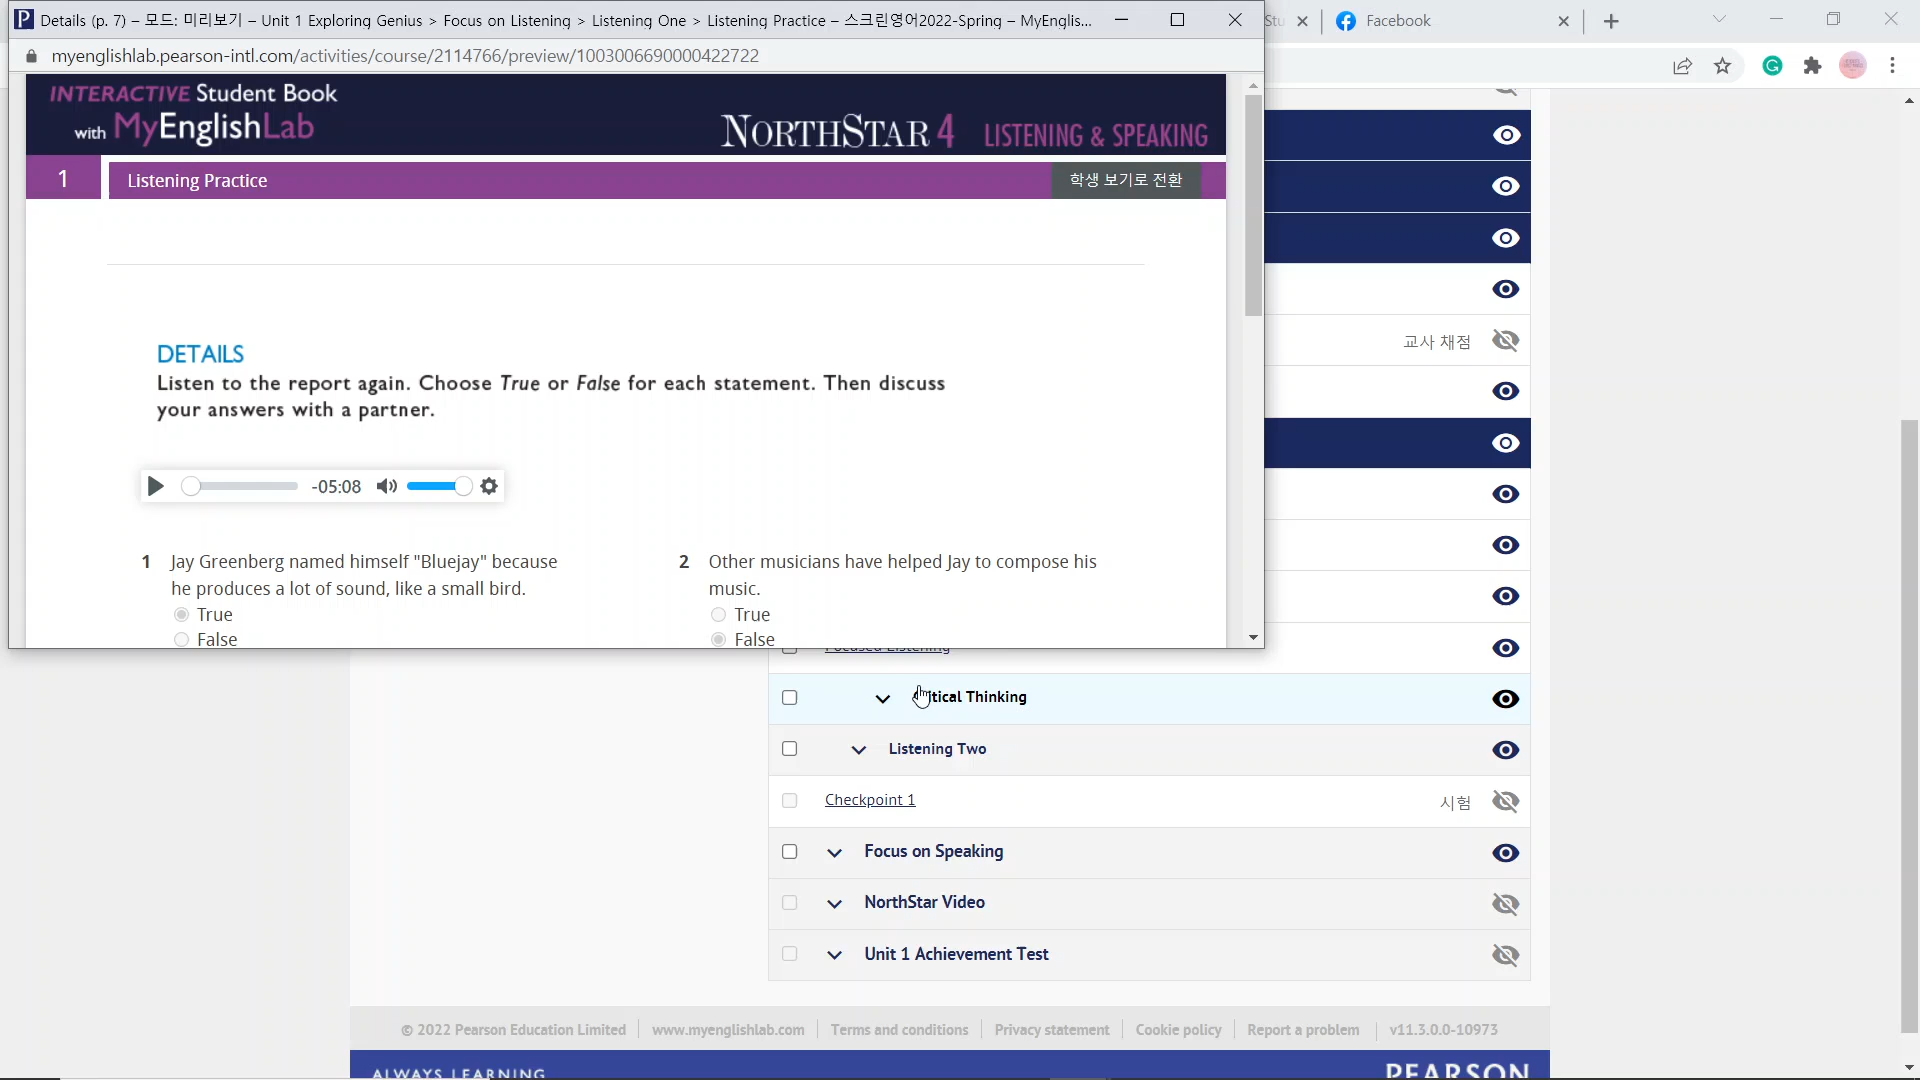 Details (p. 7) – 모드: 미리보기 – Unit 1 Exploring Genius > Focus on Listening > Listening One > Listening Practice – 스크린영어2022-Spring – MyEnglis...
Stu
Facebook
myenglishlab.pearson-intl.com/activities/course/2114766/preview/1003006690000422722
INTERACTIVE Student Book
with MyEnglishLab
NORTHSTAR 4 LISTENING & SPEAKING
1
Listening Practice
학생 보기로 전환
교사 채점
DETAILS
Listen to the report again. Choose True or False for each statement. Then discuss
your answers with a partner.
-05:08
1 Jay Greenberg named himself "Bluejay" because
he produces a lot of sound, like a small bird.
True
False
2 Other musicians have helped Jay to compose his
music.
True
False
Focused Listening
Critical Thinking
Listening Two
Checkpoint 1
시험
Focus on Speaking
NorthStar Video
Unit 1 Achievement Test
© 2022 Pearson Education Limited
www.myenglishlab.com
Terms and conditions
Privacy statement
Cookie policy
Report a problem
v11.3.0.0-10973
ALWAYS LEARNING
PEARSON